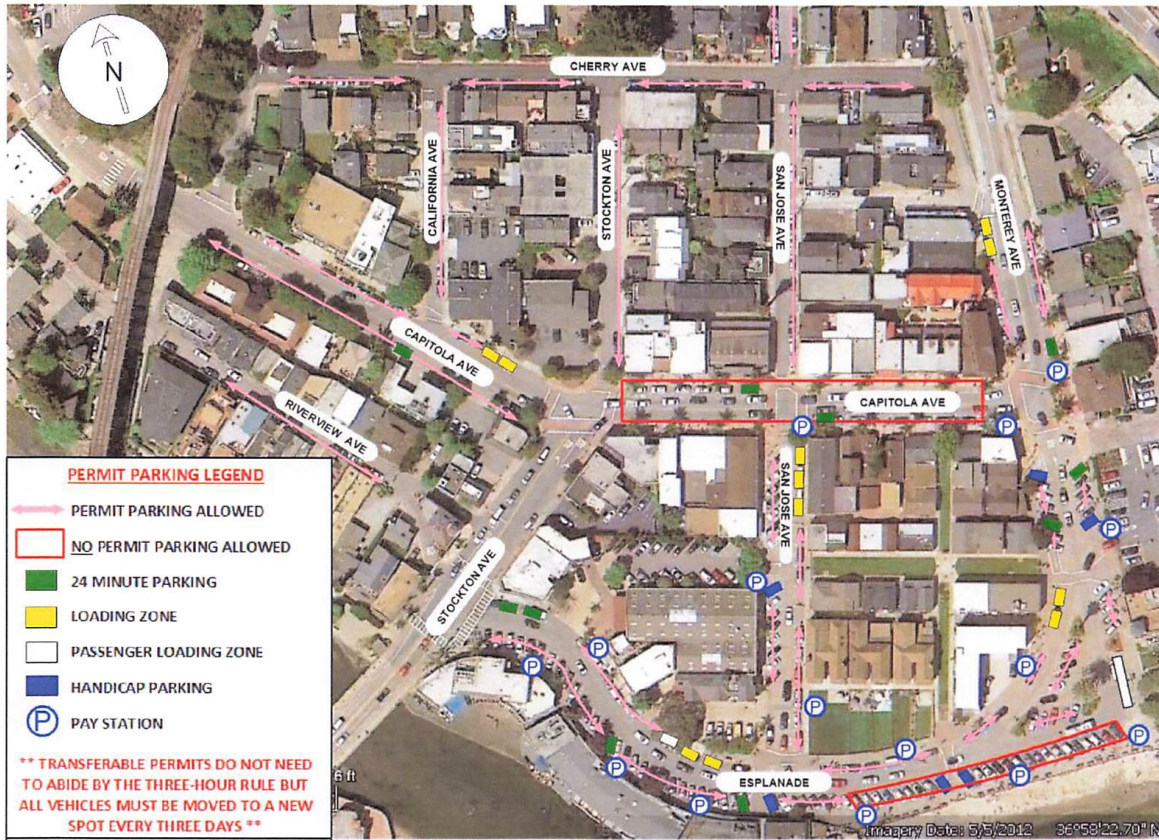 N
CHERRY AVE
CALIFORNIA AVE
STOCKTON AVE
SAN JOSE AVE
MONTEREY AVE
CAPITOLA AVE
CAPITOLA AVE
RIVERVIEW AVE
P
P
P
SAN JOSE AVE
STOCKTON AVE
P
P
P
P
P
P
P
P
P
P
P
P
P
ESPLANADE
PERMIT PARKING LEGEND
PERMIT PARKING ALLOWED
NO PERMIT PARKING ALLOWED
24 MINUTE PARKING
LOADING ZONE
PASSENGER LOADING ZONE
HANDICAP PARKING
P PAY STATION
** TRANSFERABLE PERMITS DO NOT NEED
TO ABIDE BY THE THREE-HOUR RULE BUT
ALL VEHICLES MUST BE MOVED TO A NEW
SPOT EVERY THREE DAYS **
6 ft
Imagery Date: 5/5/2012 36°58'22.70" N